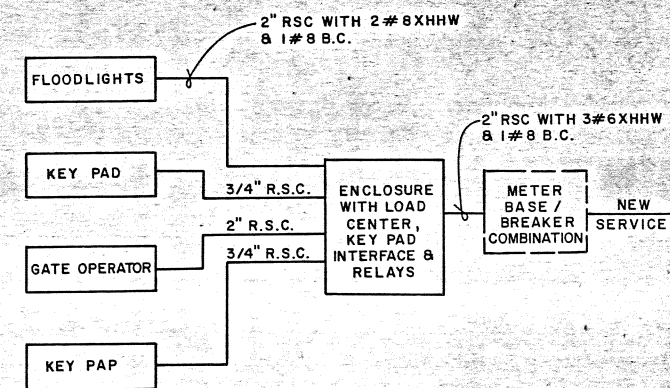 2" RSC WITH 2#8XHHW
& 1#8 B.C.
FLOODLIGHTS
2" RSC WITH 3#6XHHW
& 1#8 B.C.
KEY PAD
3/4" R.S.C.
ENCLOSURE
WITH LOAD
CENTER,
KEY PAD
INTERFACE &
RELAYS
METER
BASE /
BREAKER
COMBINATION
NEW
SERVICE
2" R.S.C.
GATE OPERATOR
3/4" R.S.C.
KEY PAP